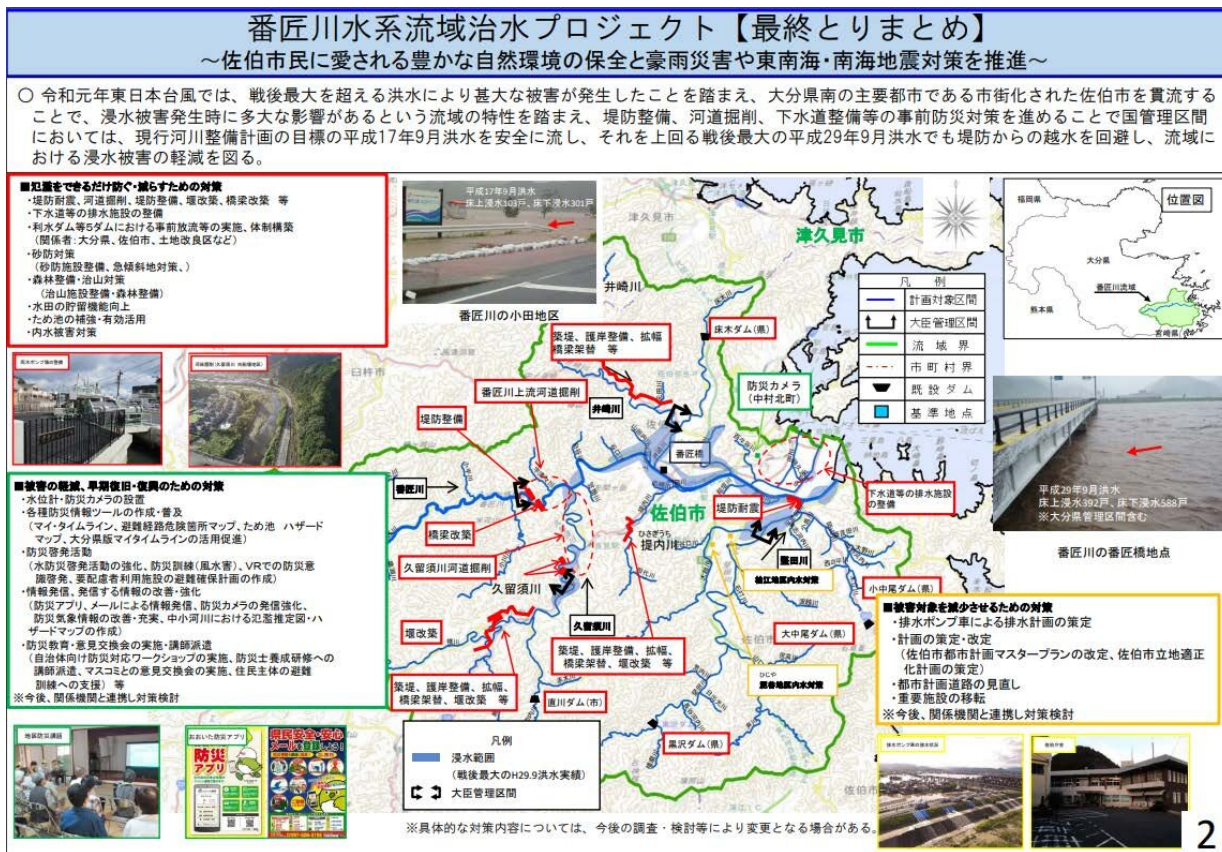 番匠川水系流域治水プロジェクト【最終とりまとめ】
～佐伯市民に愛される豊かな自然環境の保全と豪雨災害や東南海・南海地震対策を推進～
○ 令和元年東日本台風では、戦後最大を超える洪水により甚大な被害が発生したことを踏まえ、大分県南の主要都市である市街化された佐伯市を貫流する
ことで、浸水被害発生時に多大な影響があるという流域の特性を踏まえ、堤防整備、河道掘削、下水道整備等の事前防災対策を進めることで国管理区間
においては、現行河川整備計画の目標の平成17年9月洪水を安全に流し、それを上回る戦後最大の平成29年9月洪水でも堤防からの越水を回避し、流域に
おける浸水被害の軽減を図る。
■氾濫をできるだけ防ぐ・減らすための対策
・堤防耐震、河道掘削、堤防整備、堰改築、橋梁改築 等
・下水道等の排水施設の整備
・利水ダム等5ダムにおける事前放流等の実施、体制構築
（関係者：大分県、佐伯市、土地改良区など）
・砂防対策
（砂防施設整備、急傾斜地対策、）
・森林整備・治山対策
（治山施設整備・森林整備）
・水田の貯留機能向上
・ため池の補強・有効活用
・内水被害対策
平成17年9月洪水
床上浸水103戸、床下浸水301戸
番匠川の小田地区
津久見市
津久見市
井崎川
臼杵市
位置図
福岡県
大分県
番匠川流域
熊本県
宮崎県
凡例
計画対象区間
大臣管理区間
流域界
市町村界
既設ダム
基準地点
築堤、護岸整備、拡幅
橋梁架替 等
床木ダム（県）
防災カメラ
（中村北町）
番匠川上流河道掘削
井崎川
堤防整備
番匠橋
番匠川
下水道等の排水施設
の整備
堤防耐震
佐伯市
橋梁改築
ひさぎうち
堤内川
久留須川河道掘削
久留須川
堅田川
小中尾ダム（県）
久留須川
堰改築
大中尾ダム（県）
築堤、護岸整備、拡幅、
橋梁架替、堰改築 等
築堤、護岸整備、拡幅、
橋梁架替、堰改築 等
直川ダム（市）
黒沢ダム（県）
平成29年9月洪水
床上浸水392戸、床下浸水588戸
※大分県管理区間含む
番匠川の番匠橋地点
■被害の軽減、早期復旧・復興のための対策
・水位計・防災カメラの設置
・各種防災情報ツールの作成・普及
（マイ・タイムライン、避難経路危険箇所マップ、ため池 ハザード
マップ、大分県版マイタイムラインの活用促進）
・防災啓発活動
（水防災啓発活動の強化、防災訓練（風水害）、VRでの防災意
識啓発、要配慮者利用施設の避難確保計画の作成）
・情報発信、発信する情報の改善・強化
（防災アプリ、メールによる情報発信、防災カメラの発信強化、
防災気象情報の改善・充実、中小河川における氾濫推定図・ハ
ザードマップの作成）
・防災教育・意見交換会の実施・講師派遣
（自治体向け防災対応ワークショップの実施、防災士養成研修への
講師派遣、マスコミとの意見交換会の実施、住民主体の避難
訓練への支援） 等
※今後、関係機関と連携し対策検討
■被害対象を減少させるための対策
・排水ポンプ車による排水計画の策定
・計画の策定・改定
（佐伯市都市計画マスタープランの改定、佐伯市立地適正
化計画の策定）
・都市計画道路の見直し
・重要施設の移転
※今後、関係機関と連携し対策検討
おおいた防災アプリ
防災
アプリ
県民安全・安心
メールを
凡例
浸水範囲
（戦後最大のH29.9洪水実績）
大臣管理区間
※具体的な対策内容については、今後の調査・検討等により変更となる場合がある。
2